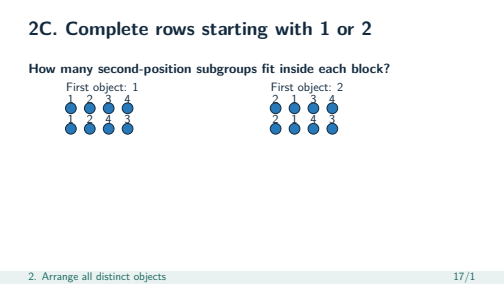 2C. Complete rows starting with 1 or 2
How many second-position subgroups fit inside each block?
First object: 1
1 2 3 4
1 2 4 3
First object: 2
2 1 3 4
2 1 4 3
2. Arrange all distinct objects
17/1